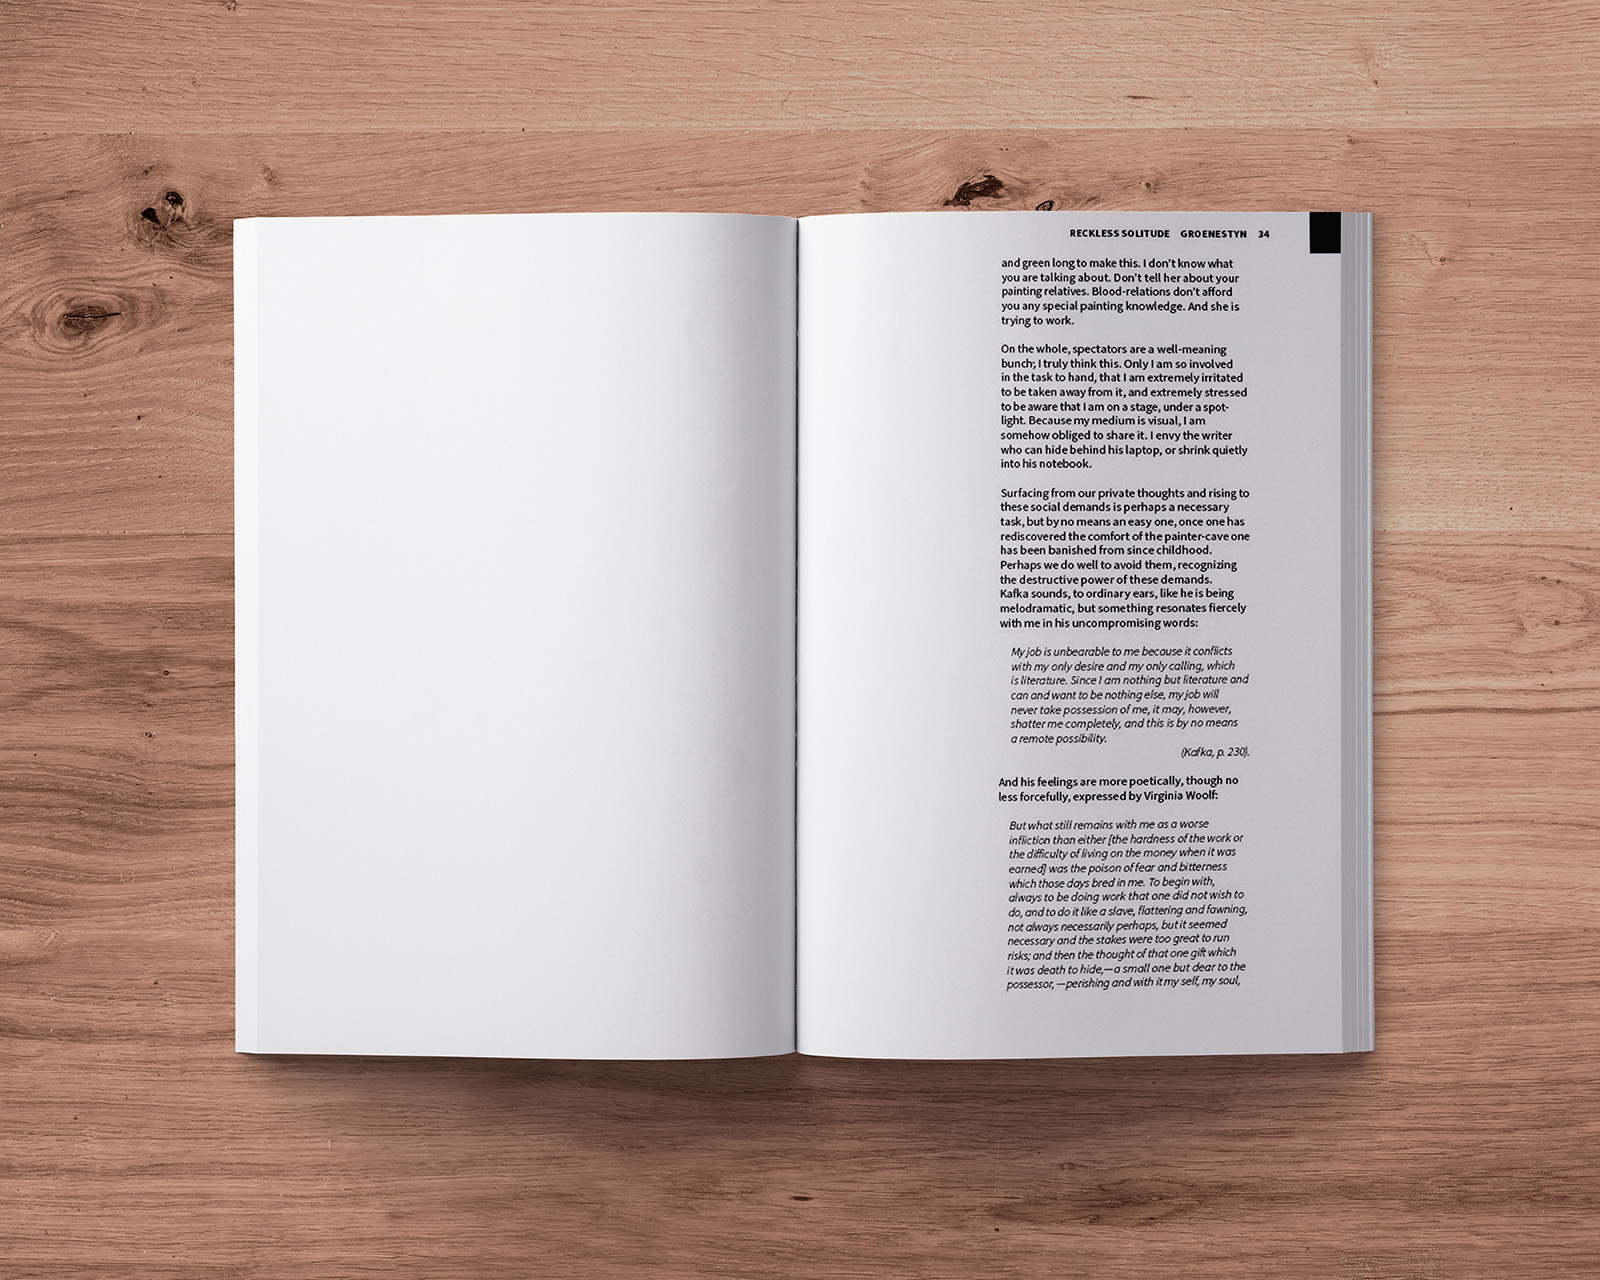 RECKLESS SOLITUDE GROENESTYN 34
and green long to make this. I don't know what
you are talking about. Don't tell her about your
painting relatives. Blood-relations don't afford
you any special painting knowledge. And she is
trying to work.
On the whole, spectators are a well-meaning
bunch; I truly think this. Only I am so involved
in the task to hand, that I am extremely irritated
to be taken away from it, and extremely stressed
to be aware that I am on a stage, under a spot-
light. Because my medium is visual, I am
somehow obliged to share it. I envy the writer
who can hide behind his laptop, or shrink quietly
into his notebook.
Surfacing from our private thoughts and rising to
these social demands is perhaps a necessary
task, but by no means an easy one, once one has
rediscovered the comfort of the painter-cave one
has been banished from since childhood.
Perhaps we do well to avoid them, recognizing
the destructive power of these demands.
Kafka sounds, to ordinary ears, like he is being
melodramatic, but something resonates fiercely
with me in his uncompromising words:
My job is unbearable to me because it conflicts
with my only desire and my only calling, which
is literature. Since I am nothing but literature and
can and want to be nothing else, my job will
never take possession of me, it may, however,
shatter me completely, and this is by no means
a remote possibility.
(Kafka, p. 230).
And his feelings are more poetically, though no
less forcefully, expressed by Virginia Woolf:
But what still remains with me as a worse
infliction than either [the hardness of the work or
the difficulty of living on the money when it was
earned] was the poison of fear and bitterness
which those days bred in me. To begin with,
always to be doing work that one did not wish to
do, and to do it like a slave, flattering and fawning,
not always necessarily perhaps, but it seemed
necessary and the stakes were too great to run
risks; and then the thought of that one gift which
it was death to hide,—a small one but dear to the
possessor, —perishing and with it my self, my soul,